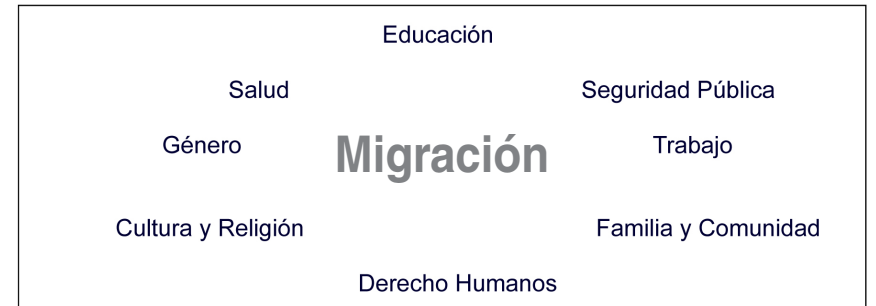 Educación
Salud
Seguridad Pública
Género
Migración
Trabajo
Cultura y Religión
Familia y Comunidad
Derecho Humanos